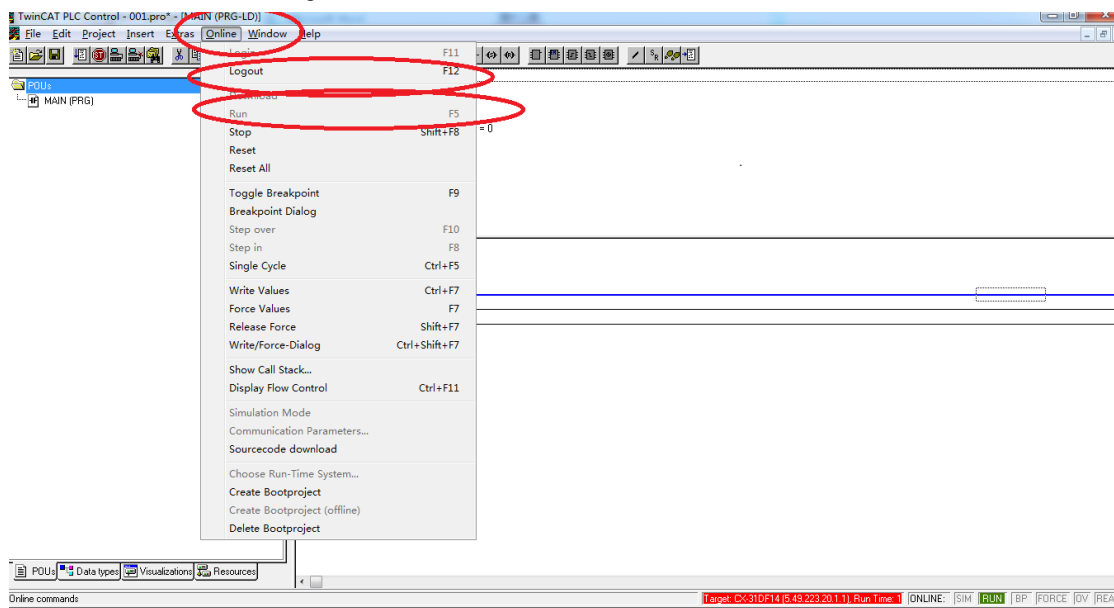 TwinCAT PLC Control - 001.pro* - [MAIN (PRG-LD)]
File Edit Project Insert Extras Online Window Help
Login F11
Logout F12
POUs
MAIN (PRG)
Download
Run F5
= 0
Stop Shift+F8
Reset
Reset All
Toggle Breakpoint F9
Breakpoint Dialog
Step over F10
Step in F8
Single Cycle Ctrl+F5
Write Values Ctrl+F7
Force Values F7
Release Force Shift+F7
Write/Force-Dialog Ctrl+Shift+F7
Show Call Stack...
Display Flow Control Ctrl+F11
Simulation Mode
Communication Parameters...
Sourcecode download
Choose Run-Time System...
Create Bootproject
Create Bootproject (offline)
Delete Bootproject
POUs Data types Visualizations Resources
Online commands Target: CX-31DF14 (5.49.223.20.1.1), Run Time: 1 ONLINE: SIM RUN BP FORCE OV REA